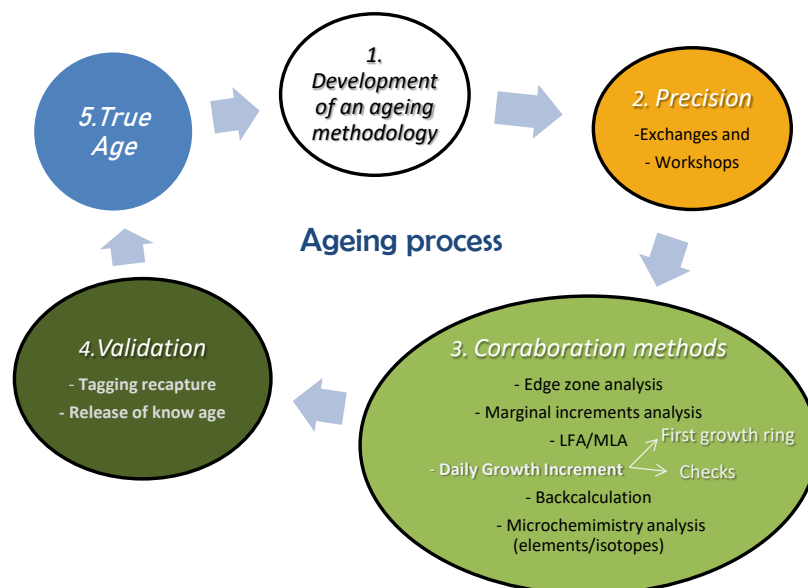 1.
Development
of an ageing
methodology
2. Precision
-Exchanges and
- Workshops
3. Corraboration methods
- Edge zone analysis
- Marginal increments analysis
- LFA/MLA
First growth ring
- Daily Growth Increment
Checks
- Backcalculation
- Microchemimistry analysis
(elements/isotopes)
4.Validation
- Tagging recapture
- Release of know age
5.True
Age
Ageing process